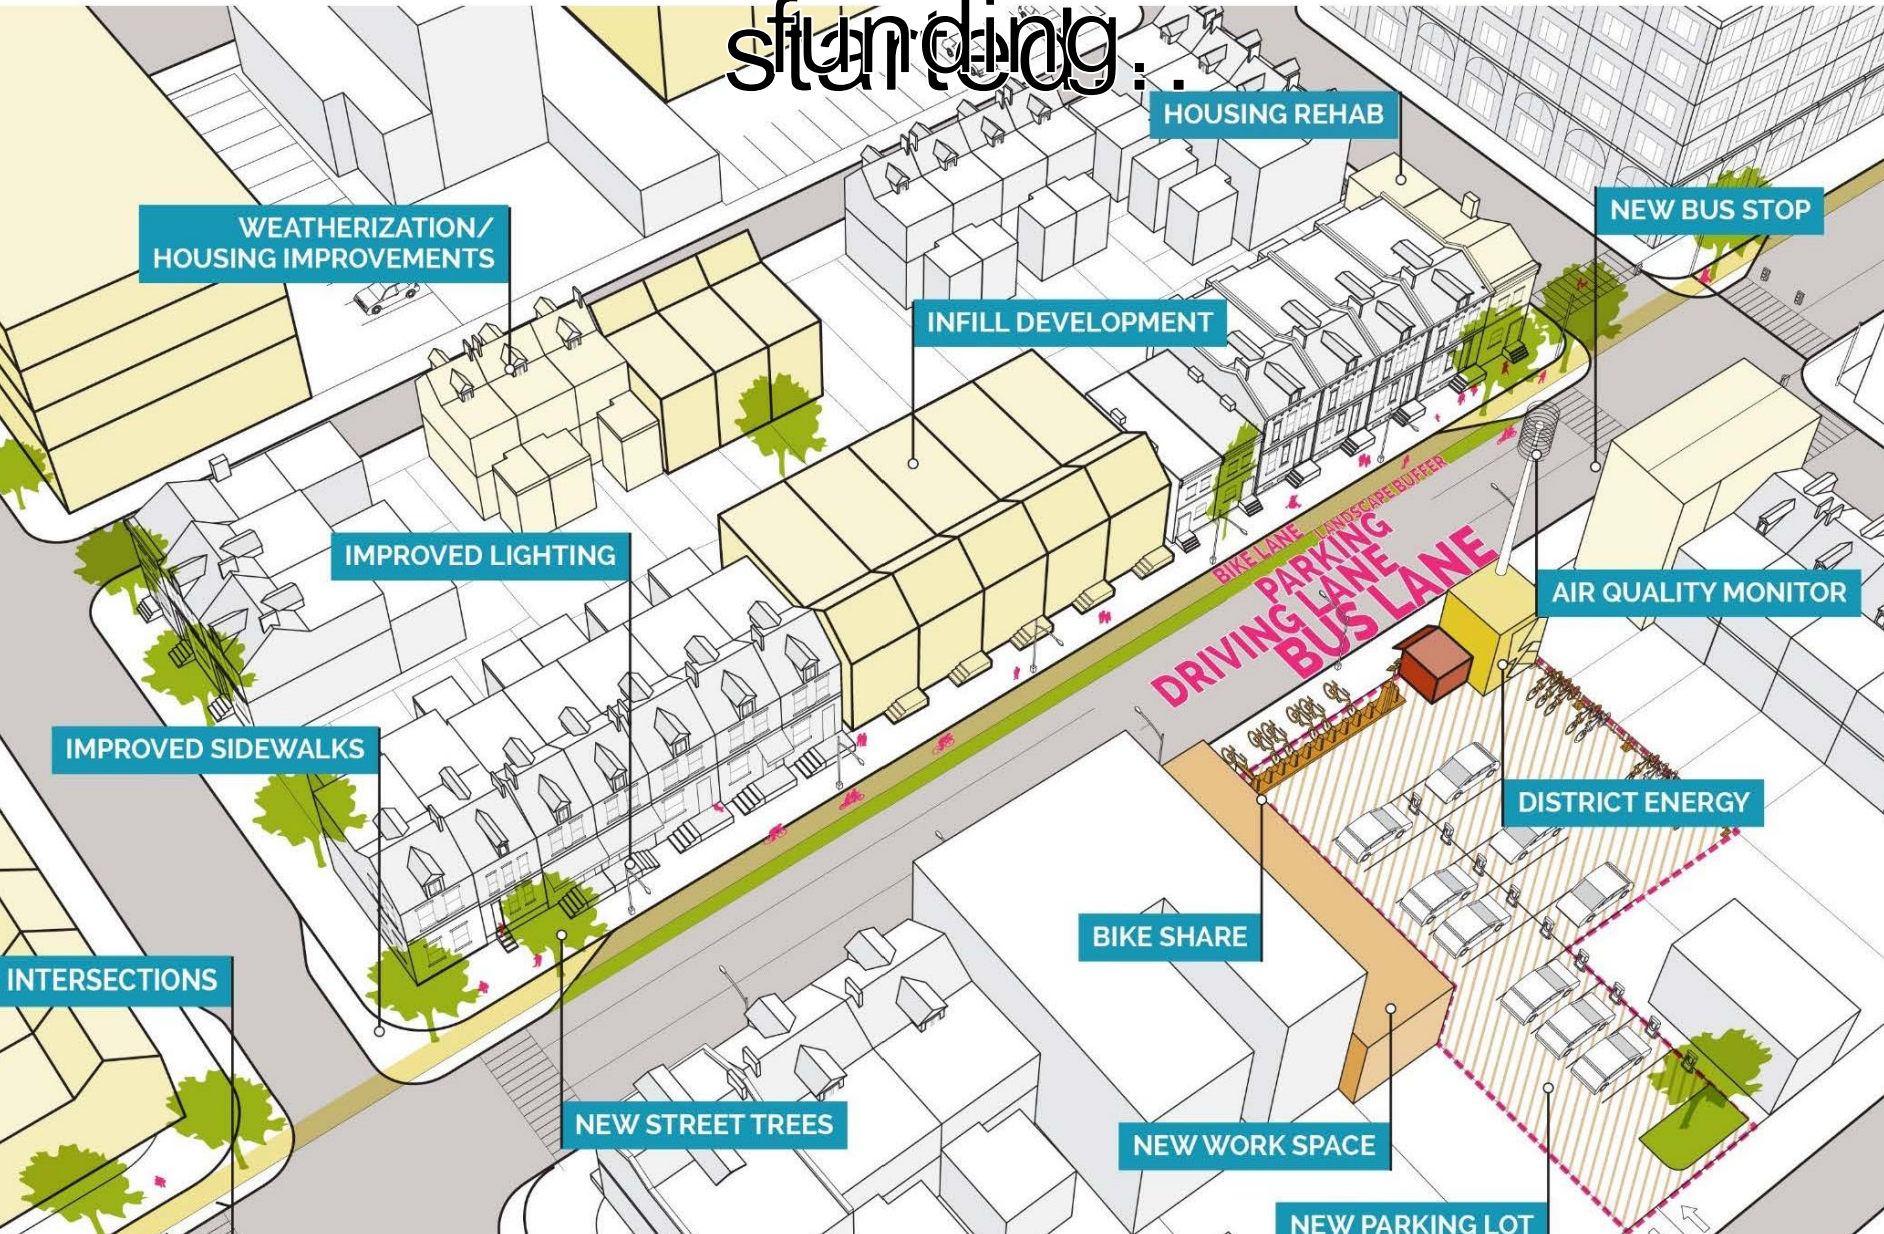 funding
started...
HOUSING REHAB
NEW BUS STOP
WEATHERIZATION/
HOUSING IMPROVEMENTS
INFILL DEVELOPMENT
IMPROVED LIGHTING
BIKE LANE
LANDSCAPE BUFFER
PARKING
DRIVING LANE
BUS LANE
AIR QUALITY MONITOR
IMPROVED SIDEWALKS
DISTRICT ENERGY
BIKE SHARE
INTERSECTIONS
NEW STREET TREES
NEW WORK SPACE
NEW PARKING LOT